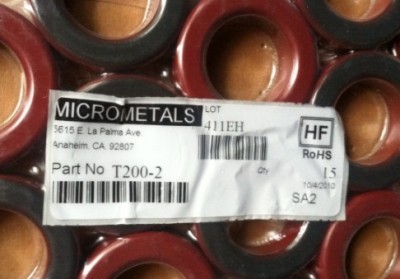 MICROMETALS
LOT
411EH
5615 E. La Palma Ave
Anaheim, CA. 92807
HF
RoHS
Part No T200-2
Qty
15
10/4/2010
SA2